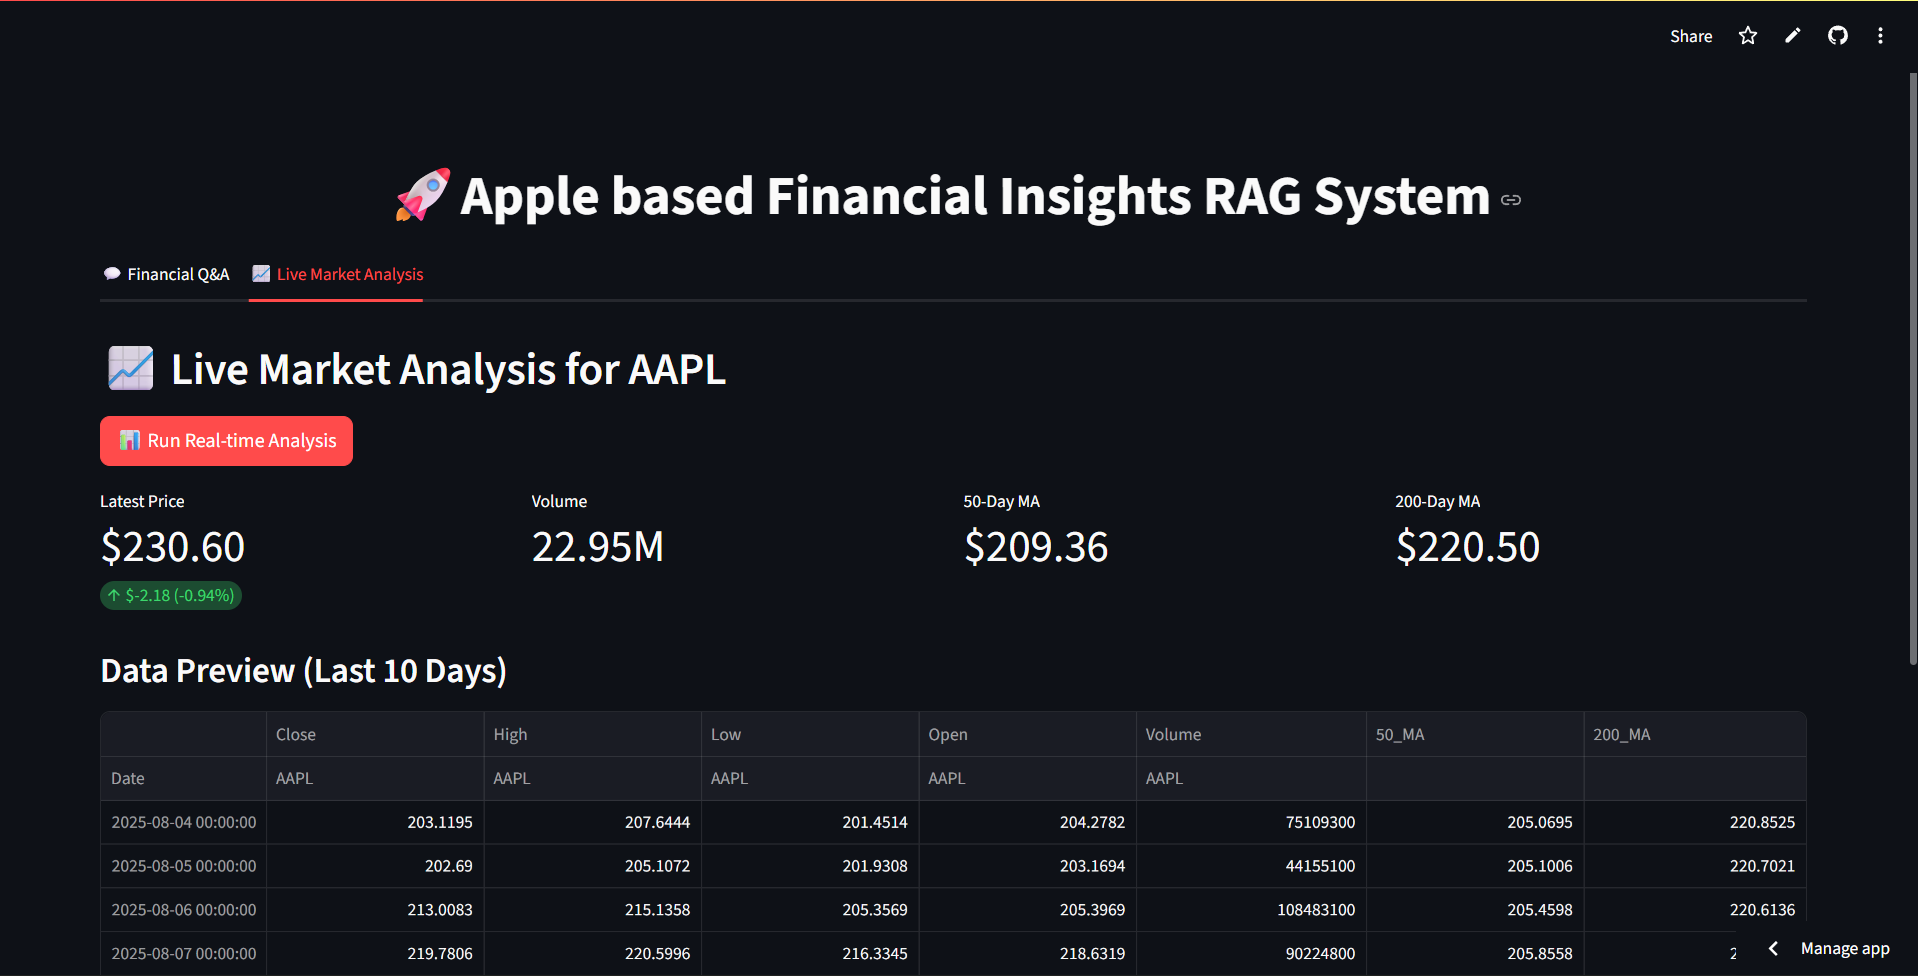 Share
🚀 Apple based Financial Insights RAG System
💬 Financial Q&A 📈 Live Market Analysis
📈 Live Market Analysis for AAPL
📊 Run Real-time Analysis
Latest Price Volume 50-Day MA 200-Day MA
$230.60 22.95M $209.36 $220.50
↑ $-2.18 (-0.94%)
Data Preview (Last 10 Days)
Close High Low Open Volume 50_MA 200_MA
Date AAPL AAPL AAPL AAPL AAPL
2025-08-04 00:00:00 203.1195 207.6444 201.4514 204.2782 75109300 205.0695 220.8525
2025-08-05 00:00:00 202.69 205.1072 201.9308 203.1694 44155100 205.1006 220.7021
2025-08-06 00:00:00 213.0083 215.1358 205.3569 205.3969 108483100 205.4598 220.6136
2025-08-07 00:00:00 219.7806 220.5996 216.3345 218.6319 90224800 205.8558
Manage app